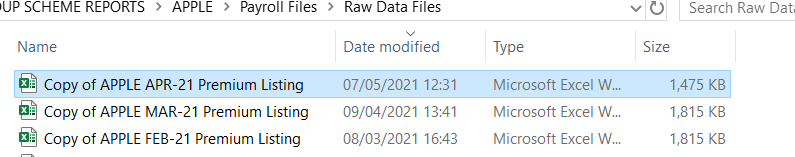 OUP SCHEME REPORTS > APPLE > Payroll Files > Raw Data Files
Search Raw Data
Name Date modified Type Size
Copy of APPLE APR-21 Premium Listing 07/05/2021 12:31 Microsoft Excel W... 1,475 KB
Copy of APPLE MAR-21 Premium Listing 09/04/2021 13:41 Microsoft Excel W... 1,815 KB
Copy of APPLE FEB-21 Premium Listing 08/03/2021 16:43 Microsoft Excel W... 1,815 KB